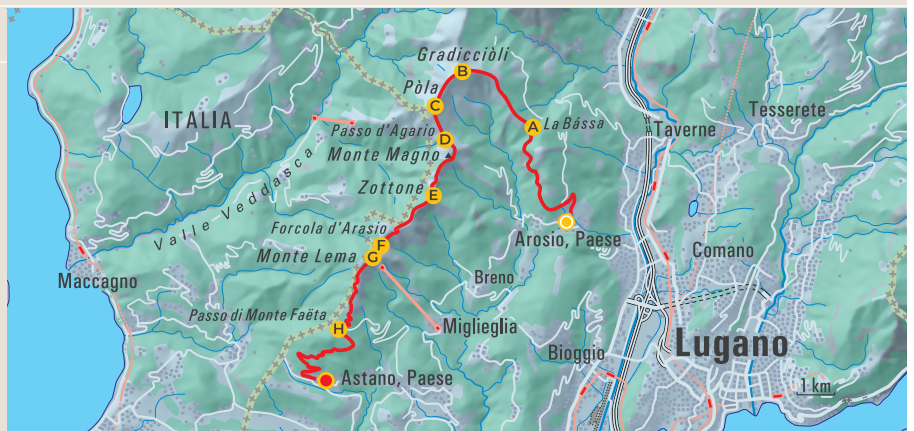 Gradicciòli
B
Pòla
C
ITALIA
Tesserete
A
La Bássa
Taverne
Passo d'Agario
D
Monte Magno
Valle Veddasca
Zottone
E
Forcola d'Arasio
F
Arosio, Paese
Comano
Monte Lema
G
Maccagno
Breno
Passo di Monte Faëta
H
Miglieglia
Lugano
Bioggio
Astano, Paese
1 km